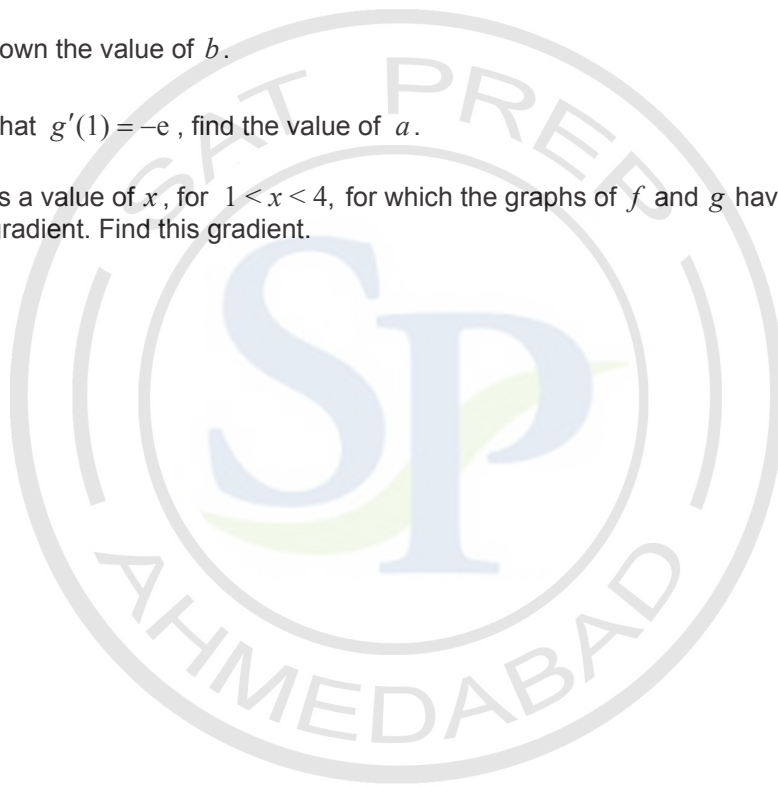 own the value of b.
hat g′(1) = −e , find the value of a.
s a value of x, for 1 < x < 4, for which the graphs of f and g hav
gradient. Find this gradient.
SAT PREP
SP
AHMEDABAD